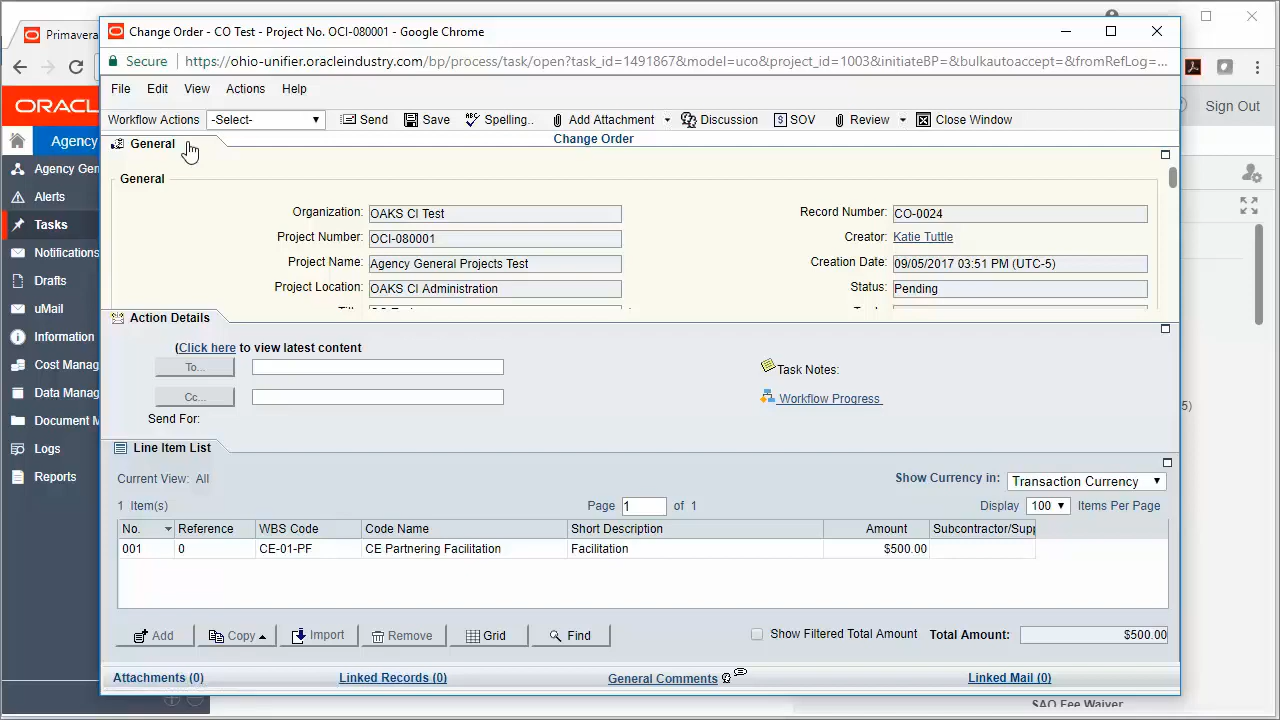 Change Order - CO Test - Project No. OCI-080001 - Google Chrome
Primavera
Secure
https://ohio-unifier.oracleindustry.com/bp/process/task/open?task_id=1491867&model=uco&project_id=1003&initiateBP=&bulkautoaccept=&fromRefLog=...
File Edit View Actions Help
ORACL
Sign Out
Workflow Actions -Select- Send Save Spelling Add Attachment Discussion $ SOV Review Close Window
Agency
General
Change Order
Agency Gen
General
Alerts
Organization: OAKS CI Test
Record Number: CO-0024
Tasks
Project Number: OCI-080001
Creator: Katie Tuttle
Notifications
Project Name: Agency General Projects Test
Creation Date: 09/05/2017 03:51 PM (UTC-5)
Drafts
Project Location: OAKS CI Administration
Status: Pending
uMail
Action Details
Information
(Click here to view latest content
Cost Manag
To...
Task Notes:
Data Manag
Cc...
Workflow Progress
5)
Document M
Send For:
Logs
Line Item List
Reports
Current View: All
Show Currency in: Transaction Currency
1 Item(s)
Page 1 of 1
Display 100 Items Per Page
No. Reference WBS Code Code Name Short Description Amount Subcontractor/Supp
001 0 CE-01-PF CE Partnering Facilitation Facilitation $500.00
Add Copy Import Remove Grid Find
Show Filtered Total Amount Total Amount: $500.00
Attachments (0) Linked Records (0) General Comments Linked Mail (0)
SAO Fee Waiver